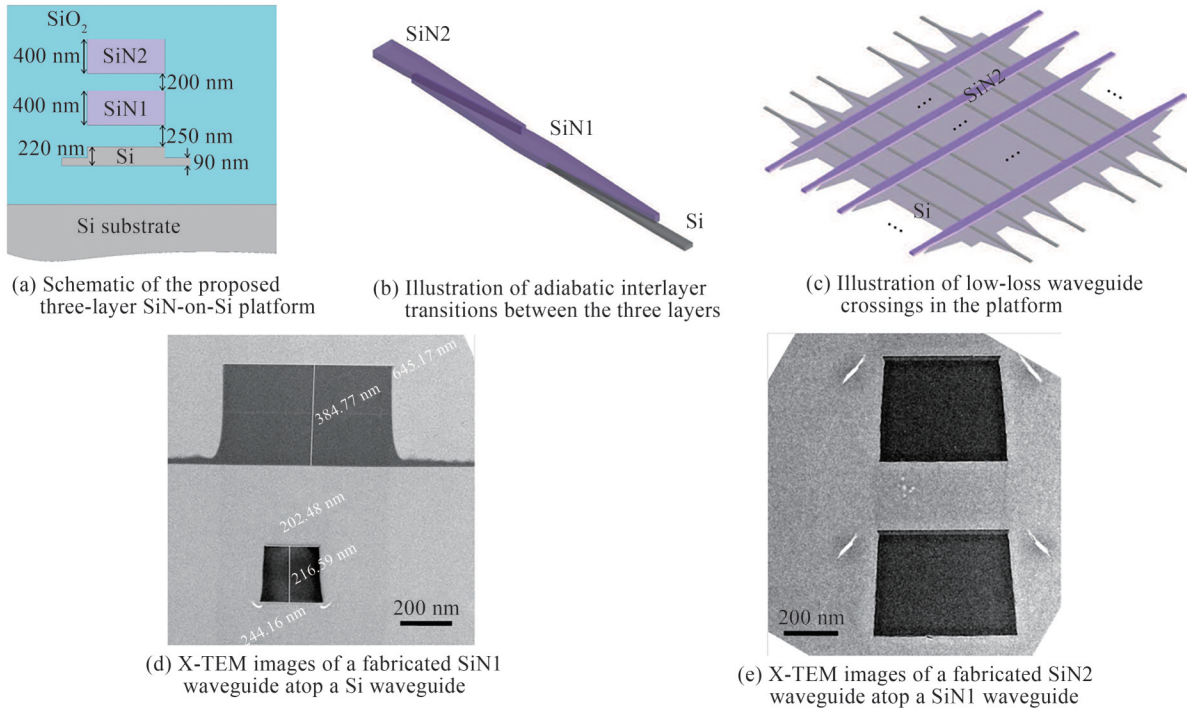 SiO2
400 nm
SiN2
200 nm
400 nm
SiN1
250 nm
220 nm
Si
90 nm
Si substrate
(a) Schematic of the proposed
three-layer SiN-on-Si platform
SiN2
SiN1
Si
(b) Illustration of adiabatic interlayer
transitions between the three layers
SiN2
Si
(c) Illustration of low-loss waveguide
crossings in the platform
645.17 nm
384.77 nm
202.48 nm
216.59 nm
244.16 nm
200 nm
(d) X-TEM images of a fabricated SiN1
waveguide atop a Si waveguide
200 nm
(e) X-TEM images of a fabricated SiN2
waveguide atop a SiN1 waveguide